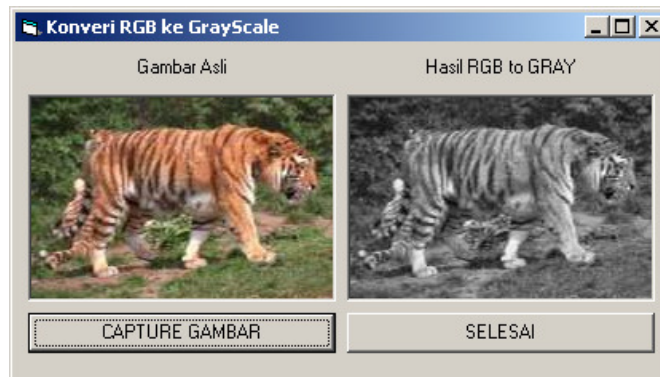 Konveri RGB ke GrayScale
Gambar Asli
Hasil RGB to GRAY
CAPTURE GAMBAR
SELESAI